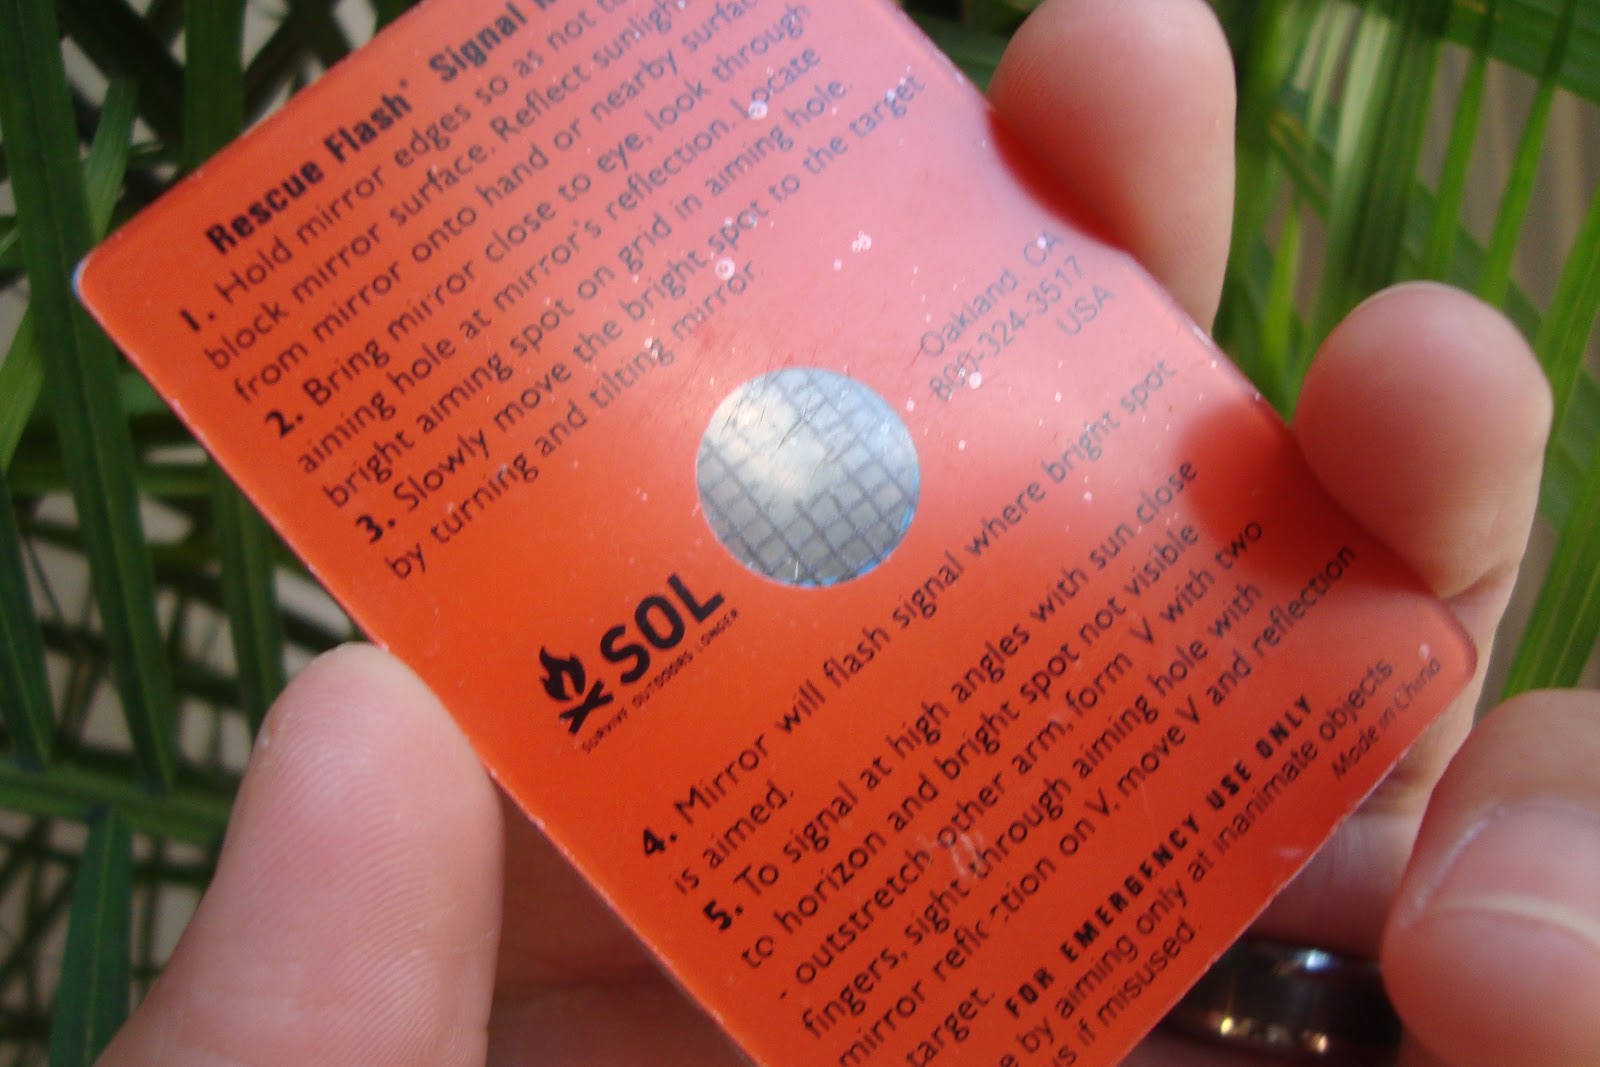 Rescue Flash® Signal
1. Hold mirror edges so as not to
block mirror surface. Reflect sunlight
from mirror onto hand or nearby surface
2. Bring mirror close to eye, look through
aiming hole at mirror's reflection. Locate
bright aiming spot on grid in aiming hole.
3. Slowly move the bright spot to the target
by turning and tilting mirror.
Oakland, CA
800-324-3517
USA
SOL
SURVIVE OUTDOORS LONGER
4. Mirror will flash signal where bright spot
is aimed.
5. To signal at high angles with sun close
to horizon and bright spot not visible
- outstretch other arm, form V with two
fingers, sight through aiming hole with
mirror reflection on V, move V and reflection
target.
FOR EMERGENCY USE ONLY
by aiming only at inanimate objects.
if misused.
Made in China